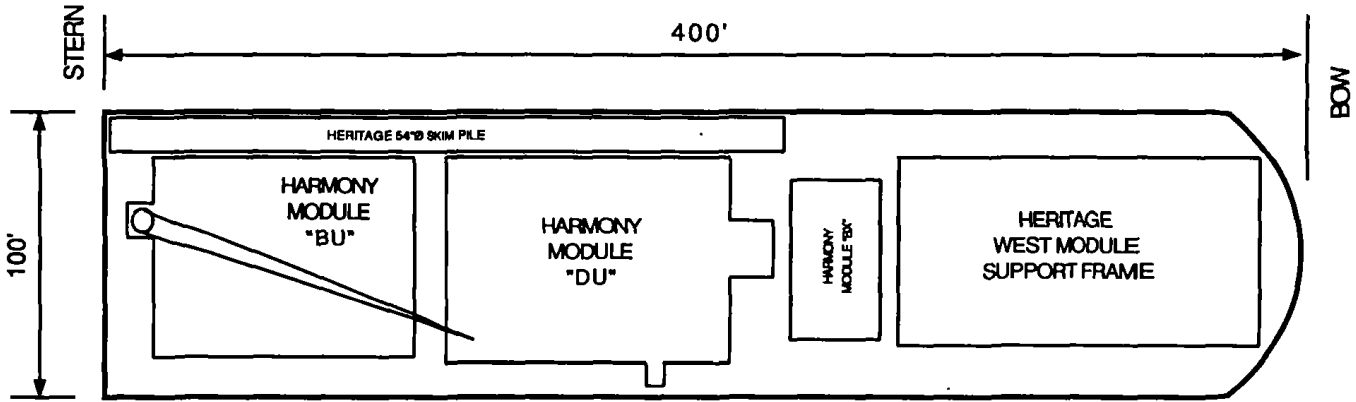 STERN
400'
BOW
HERITAGE 54"Ø SKIM PILE
HARMONY
MODULE
"BU"
HARMONY
MODULE
"DU"
HARMONY
MODULE "BX"
HERITAGE
WEST MODULE
SUPPORT FRAME
100'